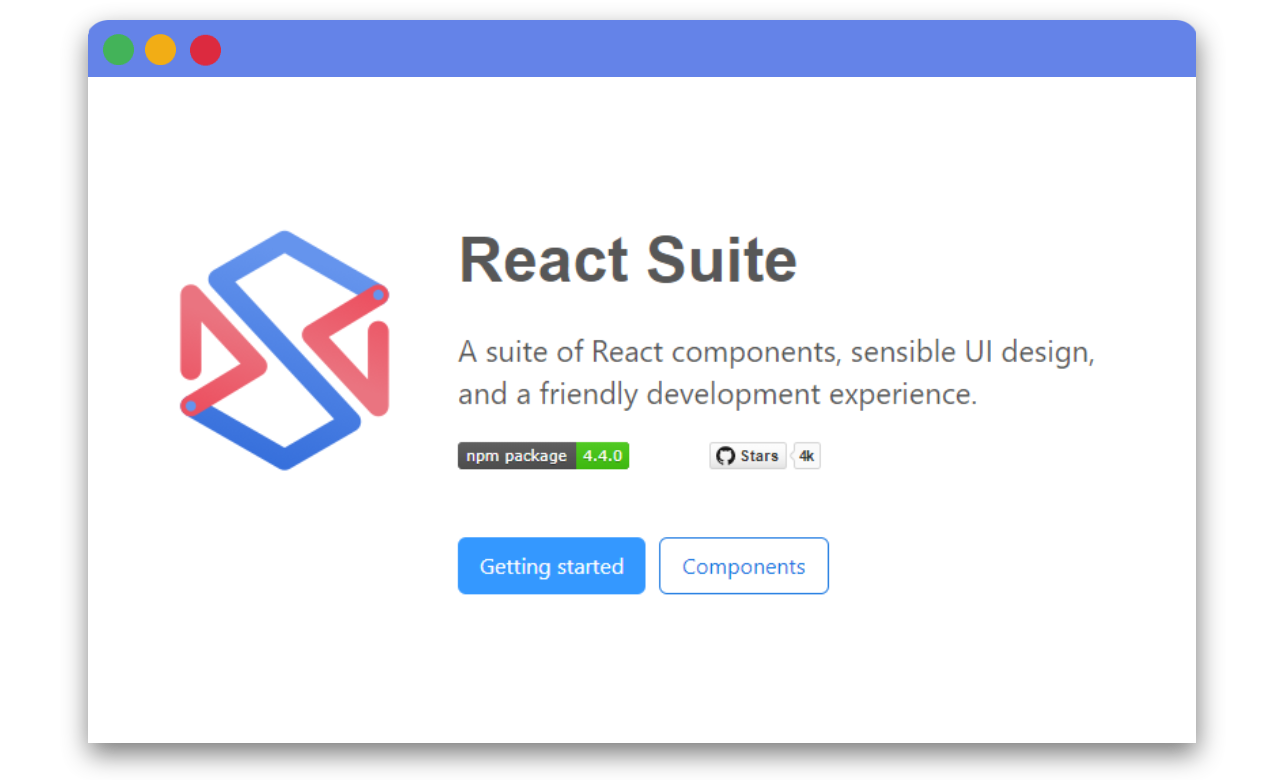 React Suite
A suite of React components, sensible UI design,
and a friendly development experience.
npm package 4.4.0 Stars 4k
Getting started Components